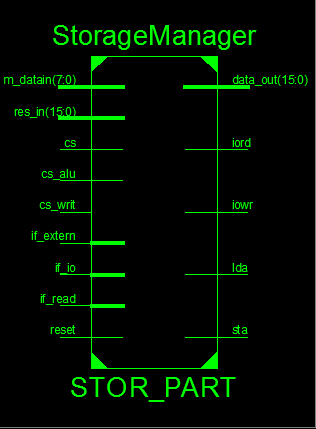 StorageManager
m_datain(7:0)
data_out(15:0)
res_in(15:0)
cs
iord
cs_alu
cs_writ
iowr
if_extern
if_io
lda
if_read
reset
sta
STOR_PART